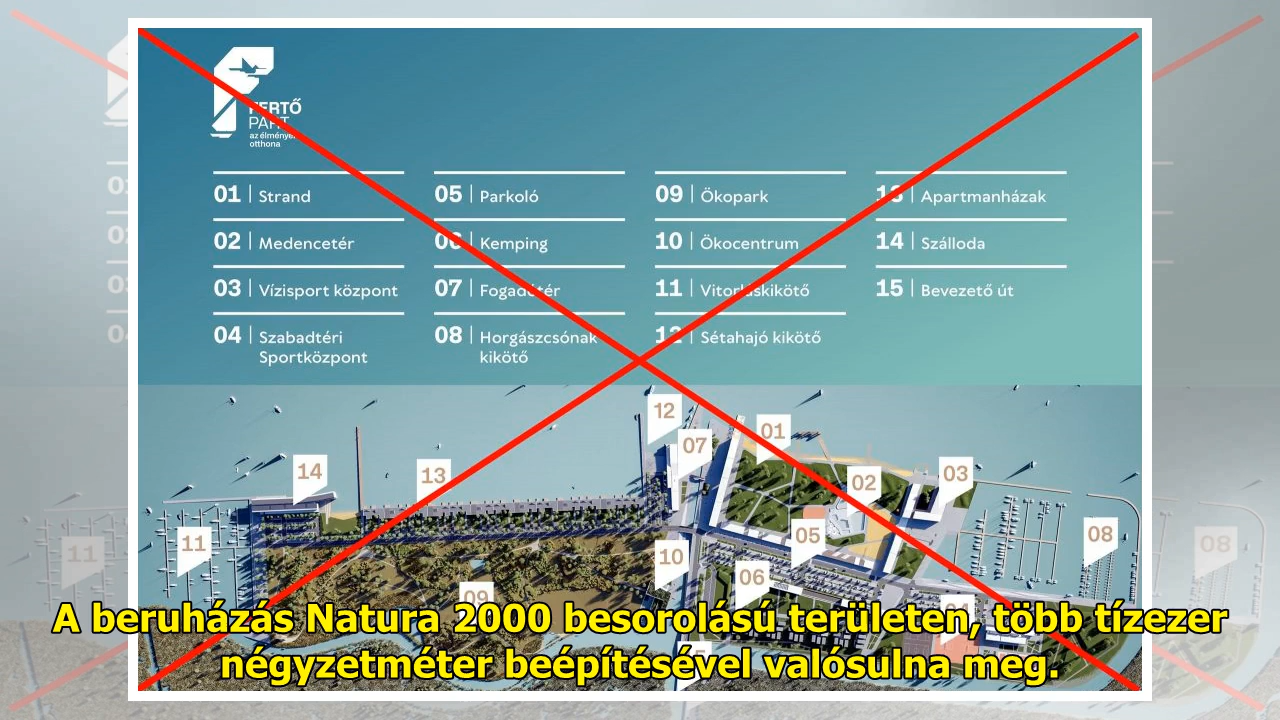 FERTŐ
PART
az élmények
otthona
01 | Strand
02 | Medencetér
03 | Vízisport központ
04 | Szabadtéri
Sportközpont
05 | Parkoló
06 | Kemping
07 | Fogadótér
08 | Horgászcsónak
kikötő
09 | Ökopark
10 | Ökocentrum
11 | Vitorláskikötő
12 | Sétahajó kikötő
13 | Apartmanházak
14 | Szálloda
15 | Bevezető út
12
01
07
14
13
02
03
11
05
08
10
06
09
04
A beruházás Natura 2000 besorolású területen, több tízezer
négyzetméter beépítésével valósulna meg.